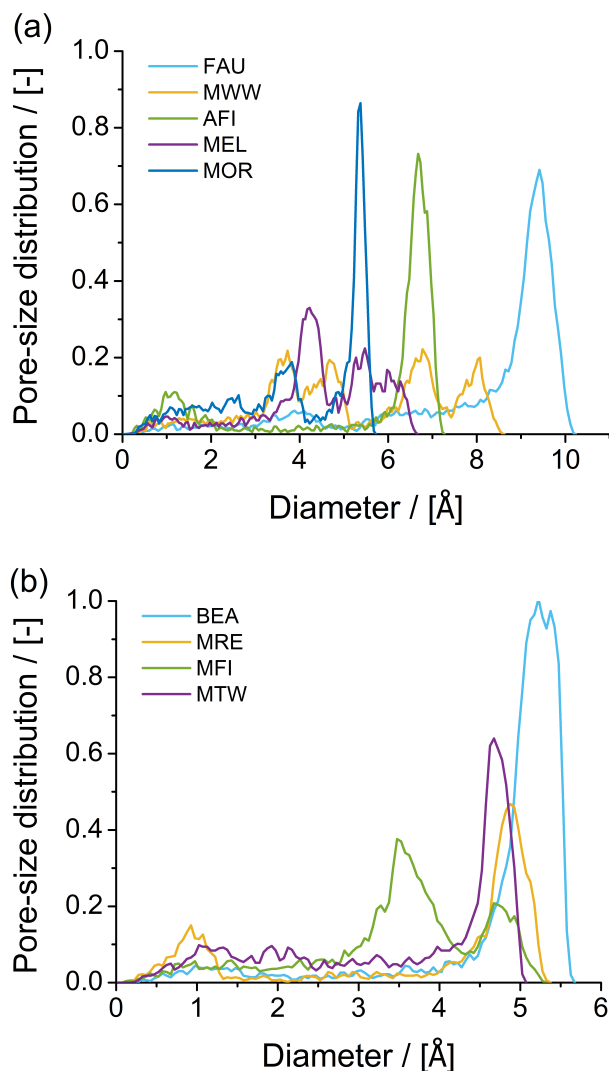 (a)
Pore-size distribution / [-]
1.0
0.8
0.6
0.4
0.2
0.0
FAU
MWW
AFI
MEL
MOR
0 2 4 6 8 10
Diameter / [Å]
(b)
Pore-size distribution / [-]
1.0
0.8
0.6
0.4
0.2
0.0
BEA
MRE
MFI
MTW
0 1 2 3 4 5 6
Diameter / [Å]